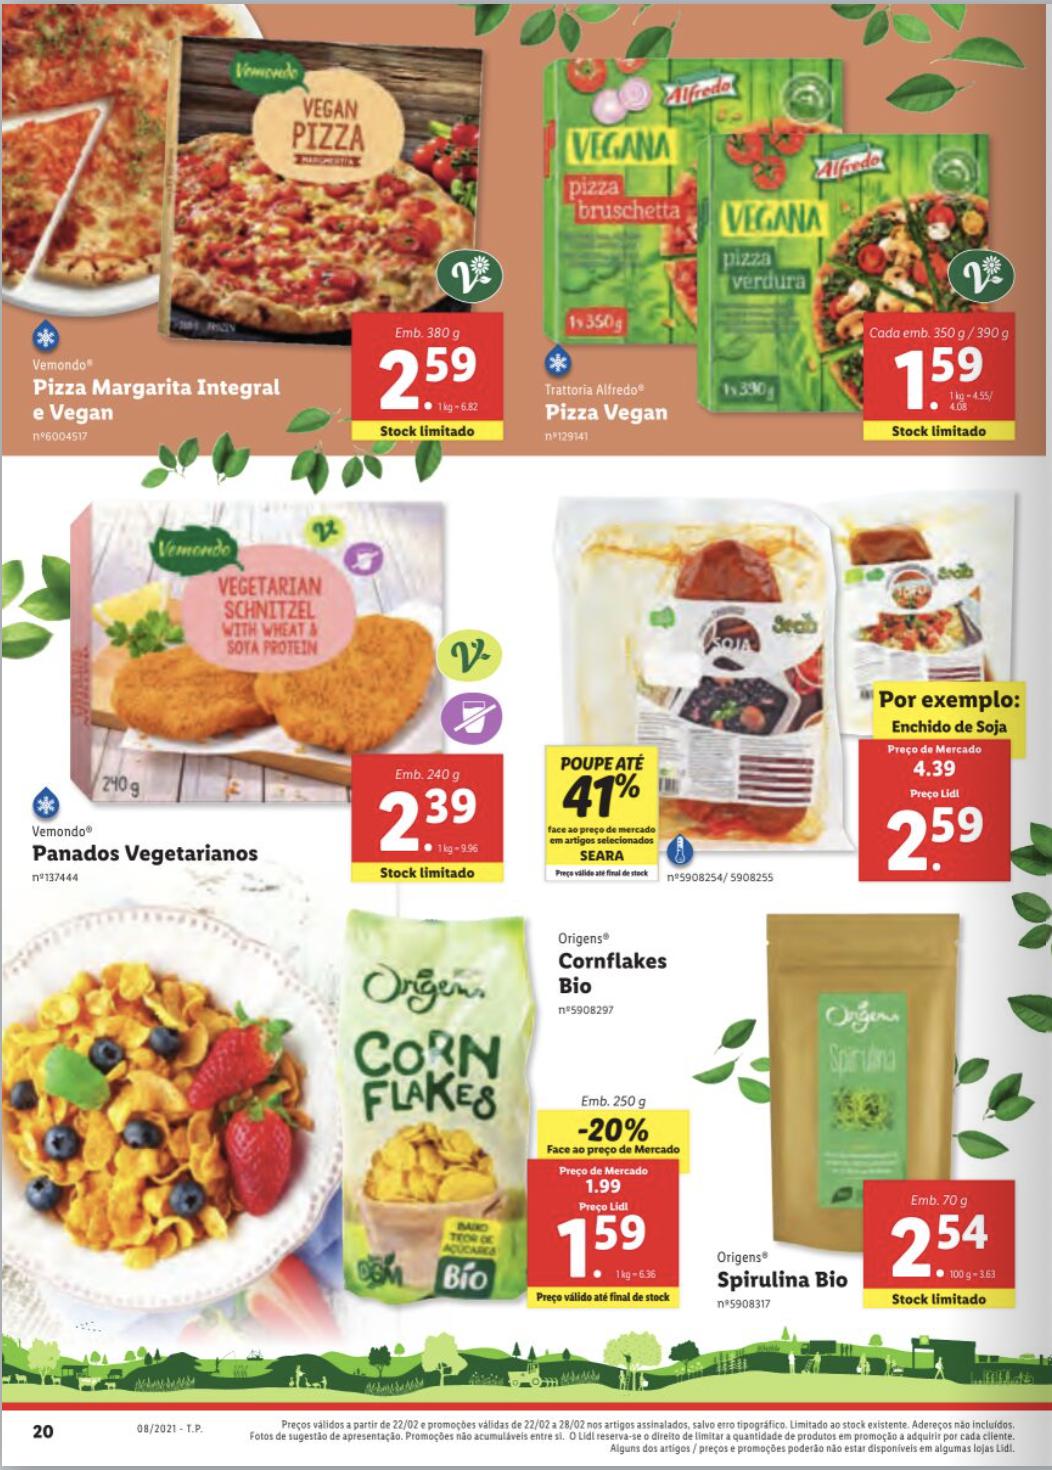 Vemondo
VEGAN
PIZZA
MARGHERITA
Vemondo®
Pizza Margarita Integral
e Vegan
nº6004517
Emb. 380 g
2.59
1 kg = 6.82
Stock limitado
Alfredo
VEGANA
pizza
bruschetta
1 x 350g
Alfredo
VEGANA
pizza
verdura
1 x 390g
Trattoria Alfredo®
Pizza Vegan
nº129141
Cada emb. 350 g / 390 g
1.59
1 kg = 4.55/
4.08
Stock limitado
Vemondo
VEGETARIAN
SCHNITZEL
WITH WHEAT &
SOYA PROTEIN
240g
Vemondo®
Panados Vegetarianos
nº137444
Emb. 240 g
2.39
1 kg = 9.96
Stock limitado
SOJA
POUPE ATÉ
41%
face ao preço de mercado
em artigos selecionados
SEARA
Preço válido até final de stock
nº5908254/ 5908255
Por exemplo:
Enchido de Soja
Preço de Mercado
4.39
Preço Lidl
2.59
Origens
CORN
FLAKES
BAIXO
TEOR DE
AÇÚCARES
Bio
Origens®
Cornflakes
Bio
nº5908297
Emb. 250 g
-20%
Face ao preço de Mercado
Preço de Mercado
1.99
Preço Lidl
1.59
1 kg = 6.36
Preço válido até final de stock
Origens
Spirulina
Origens®
Spirulina Bio
nº5908317
Emb. 70 g
2.54
100 g = 3.63
Stock limitado
20
08/2021 - T.P.
Preços válidos a partir de 22/02 e promoções válidas de 22/02 a 28/02 nos artigos assinalados, salvo erro tipográfico. Limitado ao stock existente. Adereços não incluídos.
Fotos de sugestão de apresentação. Promoções não acumuláveis entre si. O Lidl reserva-se o direito de limitar a quantidade de produtos em promoção a adquirir por cada cliente.
Alguns dos artigos / preços e promoções poderão não estar disponíveis em algumas lojas Lidl.